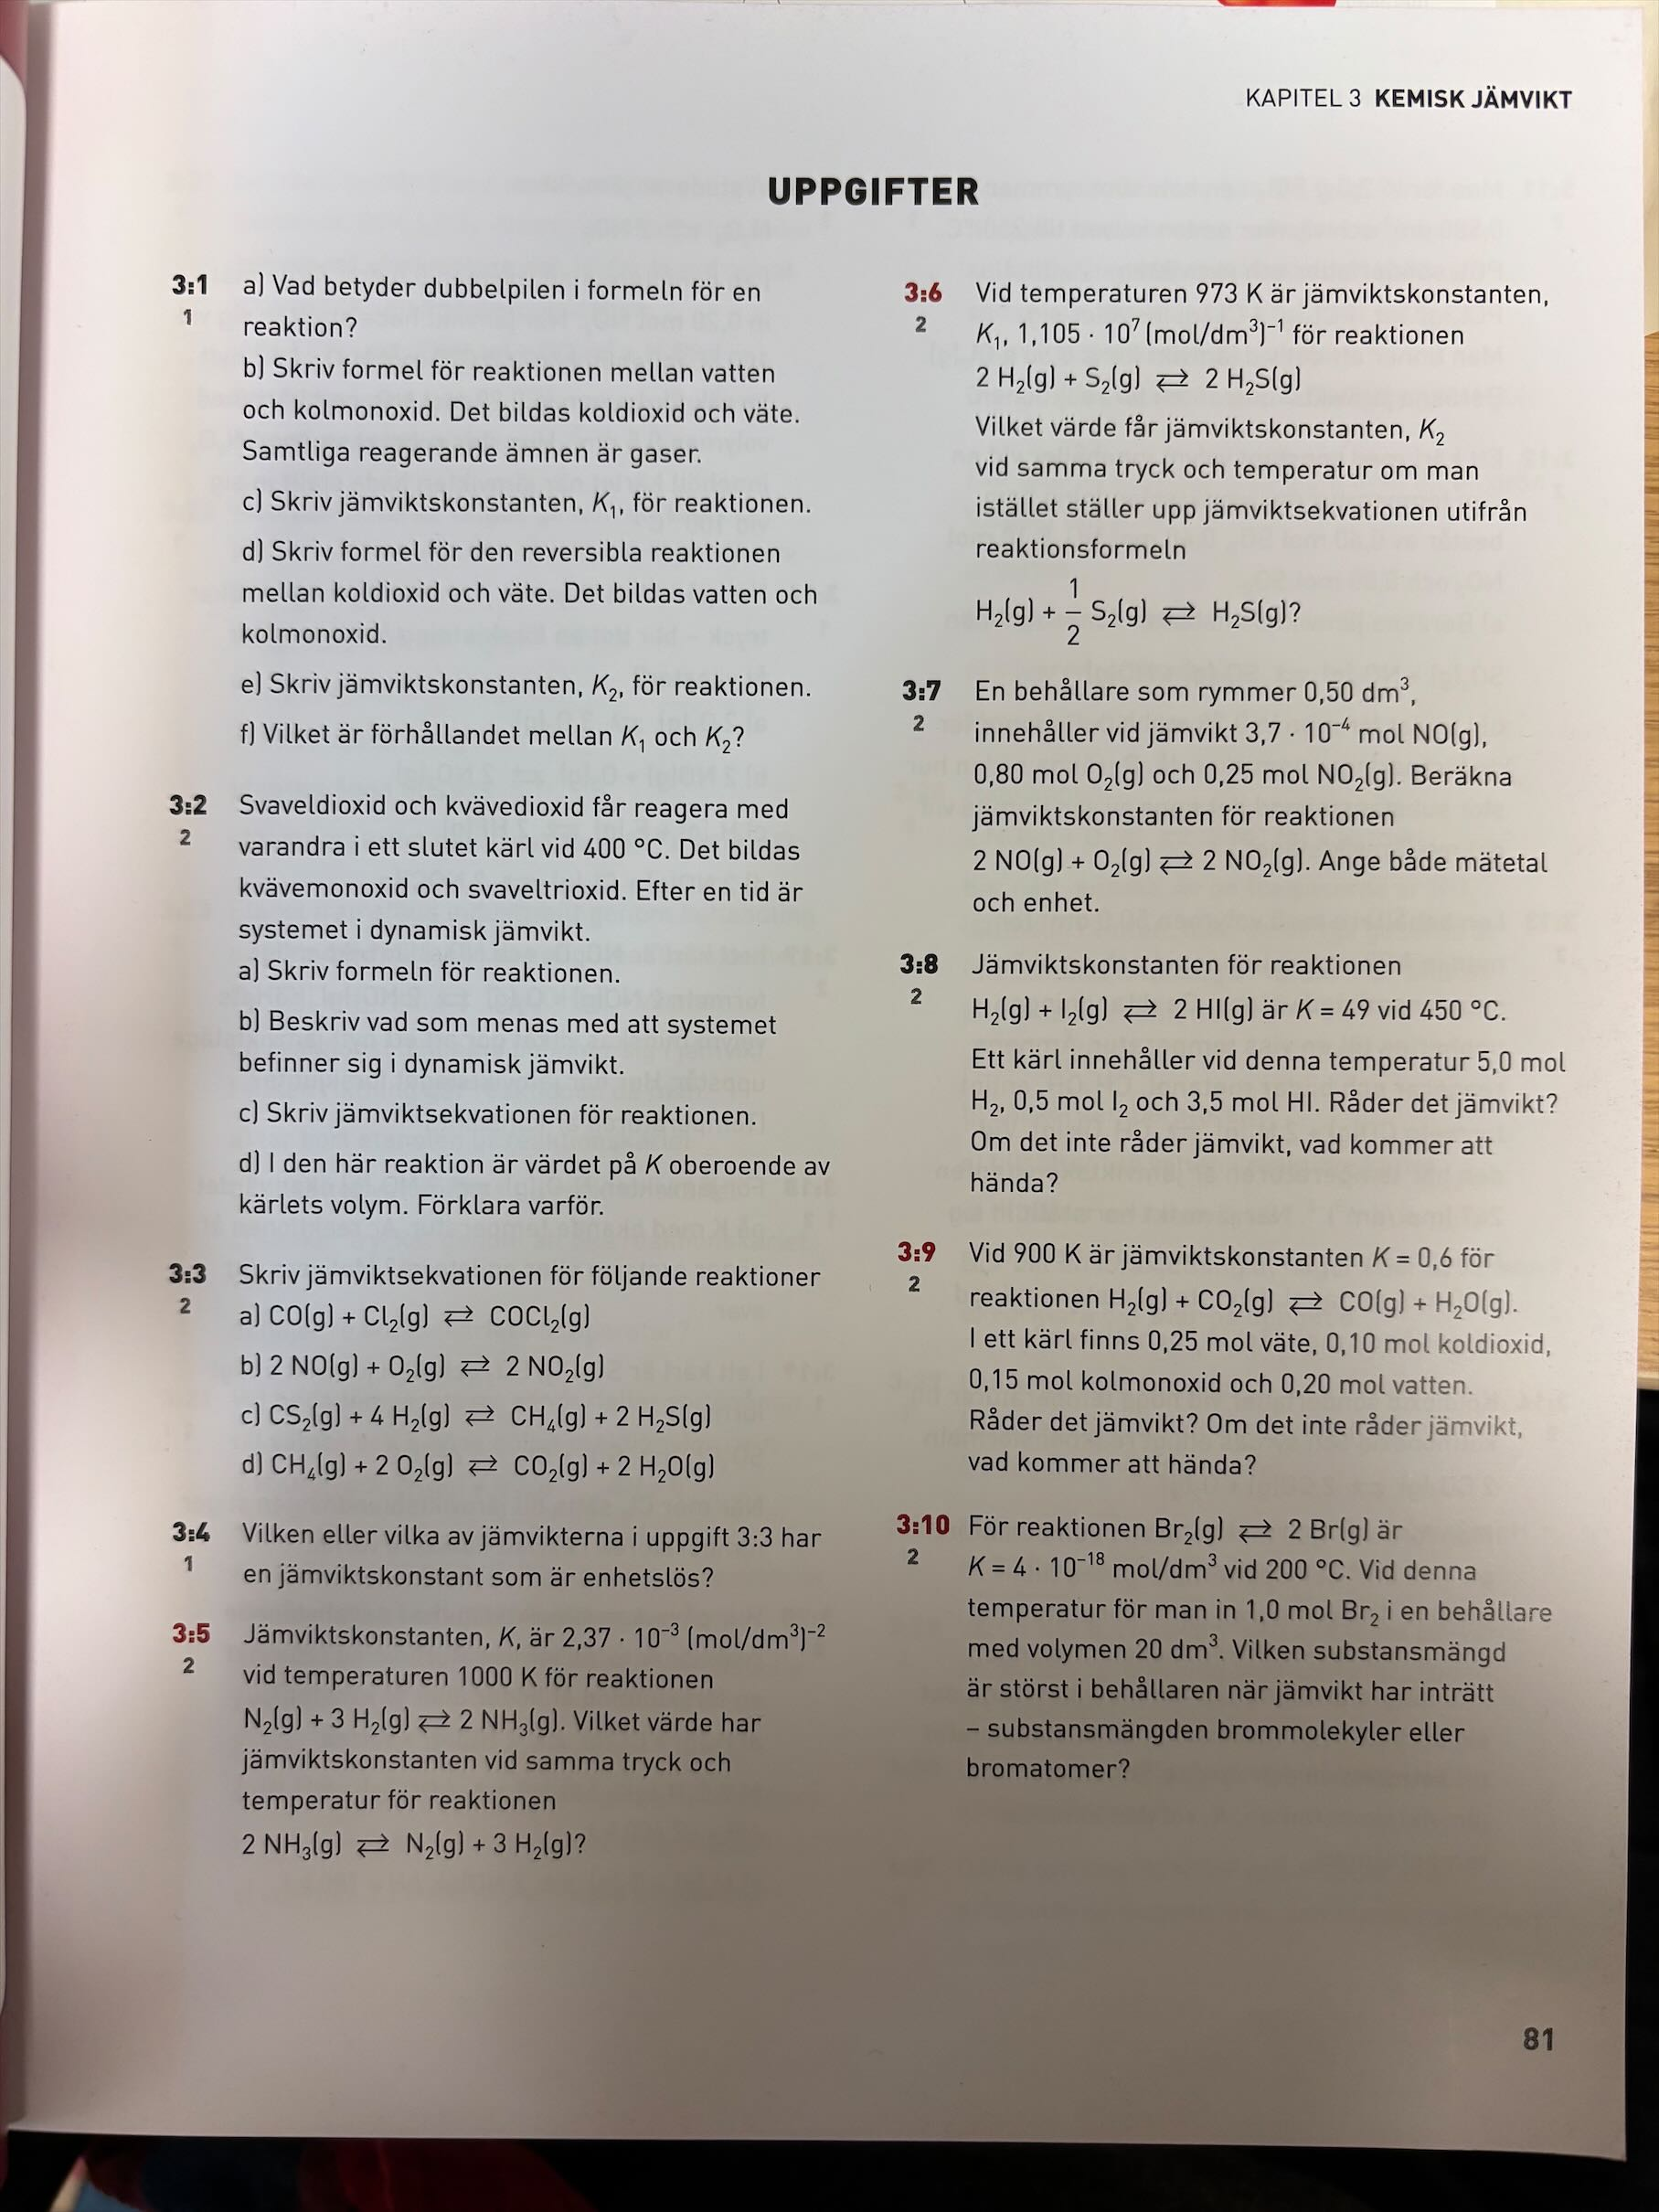 KAPITEL 3 KEMISK JÄMVIKT
UPPGIFTER
3:1 a) Vad betyder dubbelpilen i formeln för en
1 reaktion?
b) Skriv formel för reaktionen mellan vatten
och kolmonoxid. Det bildas koldioxid och väte.
Samtliga reagerande ämnen är gaser.
c) Skriv jämviktskonstanten, K₁, för reaktionen.
d) Skriv formel för den reversibla reaktionen
mellan koldioxid och väte. Det bildas vatten och
kolmonoxid.
e) Skriv jämviktskonstanten, K₂, för reaktionen.
f) Vilket är förhållandet mellan K₁ och K₂?
3:2 Svaveldioxid och kvävedioxid får reagera med
2 varandra i ett slutet kärl vid 400 °C. Det bildas
kvävemonoxid och svaveltrioxid. Efter en tid är
systemet i dynamisk jämvikt.
a) Skriv formeln för reaktionen.
b) Beskriv vad som menas med att systemet
befinner sig i dynamisk jämvikt.
c) Skriv jämviktsekvationen för reaktionen.
d) I den här reaktion är värdet på K oberoende av
kärlets volym. Förklara varför.
3:3 Skriv jämviktsekvationen för följande reaktioner
2 a) CO(g) + Cl₂(g) ⇄ COCl₂(g)
b) 2 NO(g) + O₂(g) ⇄ 2 NO₂(g)
c) CS₂(g) + 4 H₂(g) ⇄ CH₄(g) + 2 H₂S(g)
d) CH₄(g) + 2 O₂(g) ⇄ CO₂(g) + 2 H₂O(g)
3:4 Vilken eller vilka av jämvikterna i uppgift 3:3 har
1 en jämviktskonstant som är enhetslös?
3:5 Jämviktskonstanten, K, är 2,37 · 10⁻³ (mol/dm³)⁻²
2 vid temperaturen 1000 K för reaktionen
N₂(g) + 3 H₂(g) ⇄ 2 NH₃(g). Vilket värde har
jämviktskonstanten vid samma tryck och
temperatur för reaktionen
2 NH₃(g) ⇄ N₂(g) + 3 H₂(g)?
3:6 Vid temperaturen 973 K är jämviktskonstanten,
2 K₁, 1,105 · 10⁷ (mol/dm³)⁻¹ för reaktionen
2 H₂(g) + S₂(g) ⇄ 2 H₂S(g)
Vilket värde får jämviktskonstanten, K₂
vid samma tryck och temperatur om man
istället ställer upp jämviktsekvationen utifrån
reaktionsformeln
H₂(g) + 1/2 S₂(g) ⇄ H₂S(g)?
3:7 En behållare som rymmer 0,50 dm³,
2 innehåller vid jämvikt 3,7 · 10⁻⁴ mol NO(g),
0,80 mol O₂(g) och 0,25 mol NO₂(g). Beräkna
jämviktskonstanten för reaktionen
2 NO(g) + O₂(g) ⇄ 2 NO₂(g). Ange både mätetal
och enhet.
3:8 Jämviktskonstanten för reaktionen
2 H₂(g) + I₂(g) ⇄ 2 HI(g) är K = 49 vid 450 °C.
Ett kärl innehåller vid denna temperatur 5,0 mol
H₂, 0,5 mol I₂ och 3,5 mol HI. Råder det jämvikt?
Om det inte råder jämvikt, vad kommer att
hända?
3:9 Vid 900 K är jämviktskonstanten K = 0,6 för
2 reaktionen H₂(g) + CO₂(g) ⇄ CO(g) + H₂O(g).
I ett kärl finns 0,25 mol väte, 0,10 mol koldioxid,
0,15 mol kolmonoxid och 0,20 mol vatten.
Råder det jämvikt? Om det inte råder jämvikt,
vad kommer att hända?
3:10 För reaktionen Br₂(g) ⇄ 2 Br(g) är
2 K = 4 · 10⁻¹⁸ mol/dm³ vid 200 °C. Vid denna
temperatur för man in 1,0 mol Br₂ i en behållare
med volymen 20 dm³. Vilken substansmängd
är störst i behållaren när jämvikt har inträtt
– substansmängden brommolekyler eller
bromatomer?
81